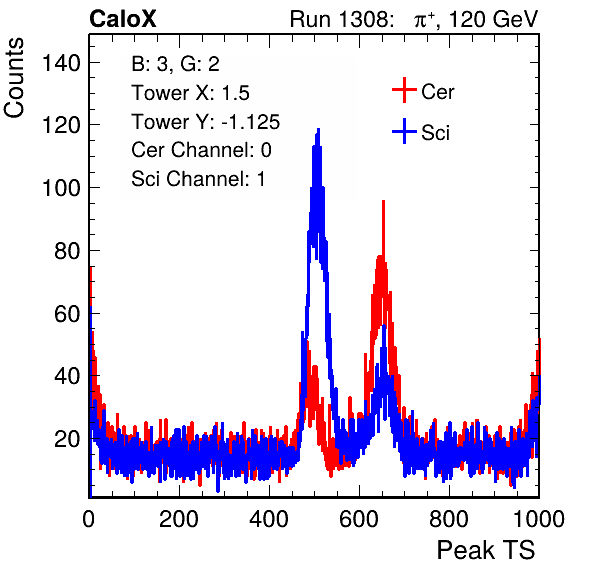 CaloX Run 1308: π+, 120 GeV
Counts
B: 3, G: 2
Tower X: 1.5
Tower Y: -1.125
Cer Channel: 0
Sci Channel: 1
Cer
Sci
140
120
100
80
60
40
20
0 200 400 600 800 1000
Peak TS